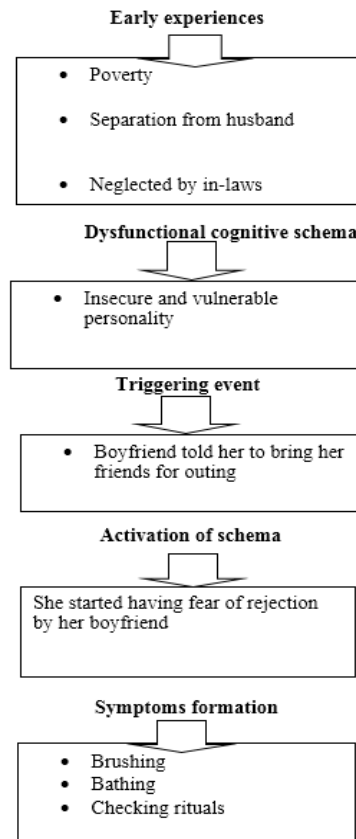 Early experiences
• Poverty
• Separation from husband
• Neglected by in-laws
Dysfunctional cognitive schema
• Insecure and vulnerable
personality
Triggering event
• Boyfriend told her to bring her
friends for outing
Activation of schema
She started having fear of rejection
by her boyfriend
Symptoms formation
• Brushing
• Bathing
• Checking rituals